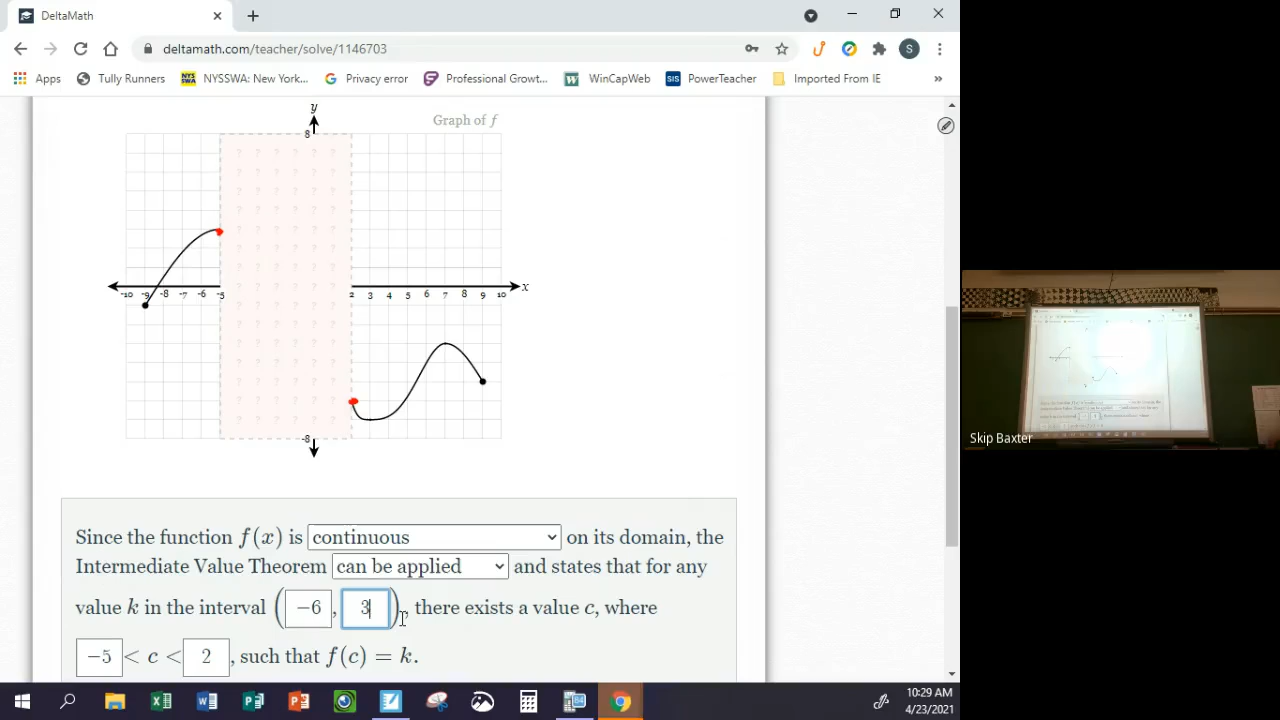 DeltaMath
deltamath.com/teacher/solve/1146703
S
Apps Tully Runners NYSSWA: New York... Privacy error Professional Growt... WinCapWeb PowerTeacher Imported From IE »
y
Graph of f
8
? ? ? ? ? ?
? ? ? ? ? ?
? ? ? ? ? ?
? ? ? ? ? ?
? ? ? ? ? ?
? ? ? ? ? ?
? ? ? ? ? ?
x
-10 -9 -8 -7 -6 -5 2 3 4 5 6 7 8 9 10
? ? ? ? ? ?
? ? ? ? ? ?
? ? ? ? ? ?
? ? ? ? ? ?
? ? ? ? ? ?
? ? ? ? ? ?
-8
Since the function f(x) is continuous on its domain, the
Intermediate Value Theorem can be applied and states that for any
value k in the interval (−6, 3), there exists a value c, where
−5 < c < 2, such that f(c) = k.
Skip Baxter
10:29 AM
4/23/2021